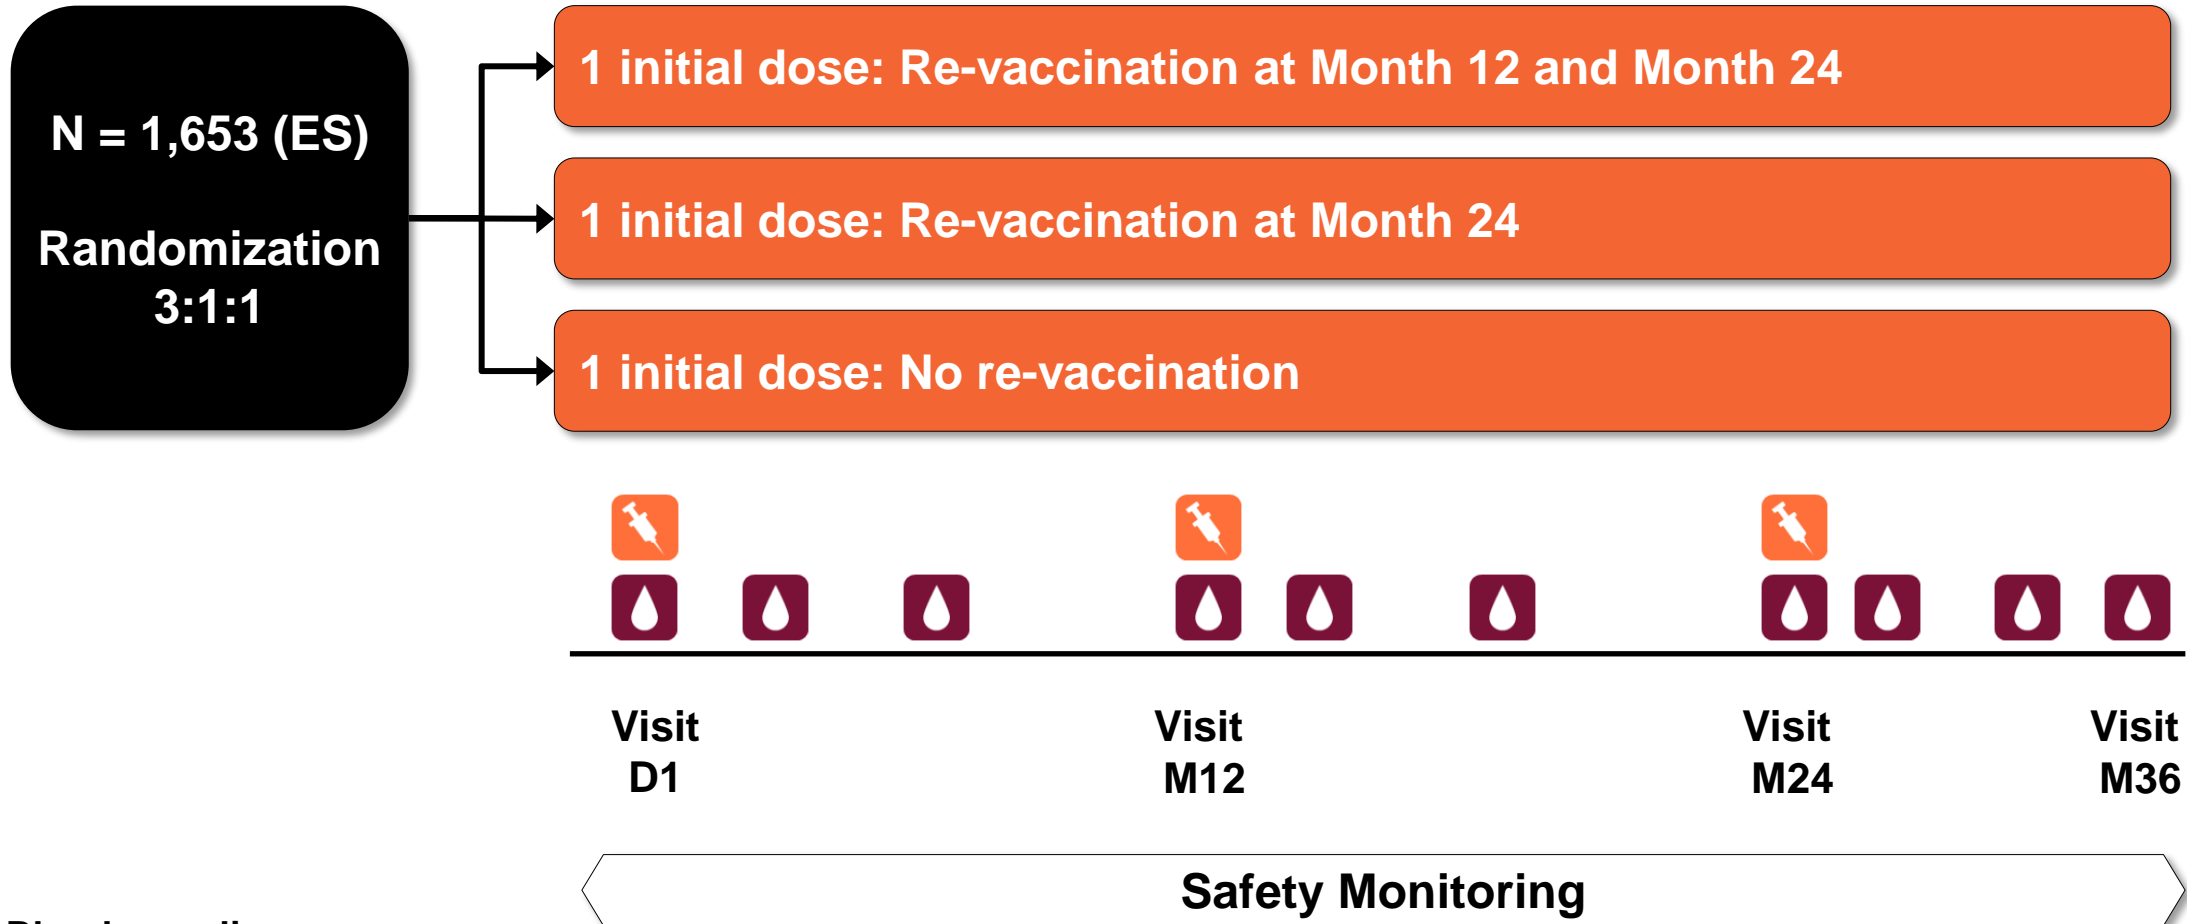 N = 1,653 (ES)
Randomization
3:1:1
1 initial dose: Re-vaccination at Month 12 and Month 24
1 initial dose: Re-vaccination at Month 24
1 initial dose: No re-vaccination
Visit D1
Visit M12
Visit M24
Visit M36
Safety Monitoring